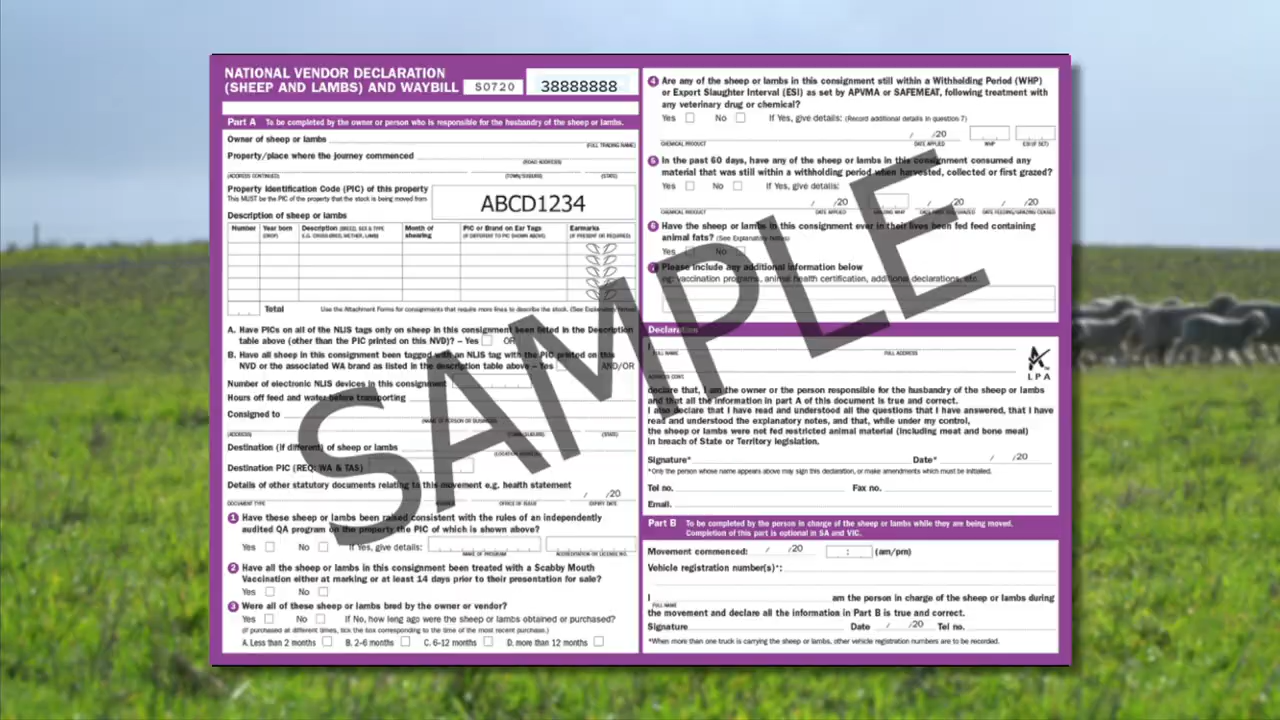 NATIONAL VENDOR DECLARATION
(SHEEP AND LAMBS) AND WAYBILL S0720 38888888
Part A To be completed by the owner or person who is responsible for the husbandry of the sheep or lambs.
Owner of sheep or lambs
(FULL TRADING NAME)
Property/place where the journey commenced
(ROAD ADDRESS)
(ADDRESS CONTINUED) (TOWN/SUBURB) (STATE)
Property Identification Code (PIC) of this property
This MUST be the PIC of the property that the stock is being moved from
ABCD1234
Description of sheep or lambs
Number Year born Description (BREED, SEX & TYPE Month of PIC or Brand on Ear Tags Earmarks
(DROP) E.G. CROSS-BRED, WETHER, LAMB) shearing (IF DIFFERENT TO PIC SHOWN ABOVE) (IF PRESENT OR REQUIRED)
Total Use the Attachment Forms for consignments that require more lines to describe the stock. (See Explanatory Notes)
A. Have PICs on all of the NLIS tags only on sheep in this consignment been listed in the Description
table above (other than the PIC printed on this NVD)? – Yes OR
B. Have all sheep in this consignment been tagged with an NLIS tag with the PIC printed on this
NVD or the associated WA brand as listed in the description table above – Yes AND/OR
Number of electronic NLIS devices in this consignment
Hours off feed and water before transporting
Consigned to
(NAME OF PERSON OR BUSINESS)
(ADDRESS) (TOWN/SUBURB) (STATE)
Destination (if different) of sheep or lambs
(LOCATION ADDRESS)
Destination PIC (REQ: WA & TAS)
Details of other statutory documents relating to this movement e.g. health statement
/ /20
DOCUMENT TYPE OFFICE OF ISSUE EXPIRY DATE
1 Have these sheep or lambs been raised consistent with the rules of an independently
audited QA program on the property the PIC of which is shown above?
Yes No If Yes, give details:
NAME OF PROGRAM ACCREDITATION OR LICENSE NO.
2 Have all the sheep or lambs in this consignment been treated with a Scabby Mouth
Vaccination either at marking or at least 14 days prior to their presentation for sale?
Yes No
3 Were all of these sheep or lambs bred by the owner or vendor?
Yes No If No, how long ago were the sheep or lambs obtained or purchased?
(If purchased at different times, tick the box corresponding to the time of the most recent purchase.)
A. Less than 2 months B. 2–6 months C. 6–12 months D. more than 12 months
4 Are any of the sheep or lambs in this consignment still within a Withholding Period (WHP)
or Export Slaughter Interval (ESI) as set by APVMA or SAFEMEAT, following treatment with
any veterinary drug or chemical?
Yes No If Yes, give details: (Record additional details in question 7)
/ /20
CHEMICAL PRODUCT DATE APPLIED WHP ESI (IF SET)
5 In the past 60 days, have any of the sheep or lambs in this consignment consumed any
material that was still within a withholding period when harvested, collected or first grazed?
Yes No If Yes, give details:
/ /20 / /20 / /20
CHEMICAL PRODUCT DATE APPLIED GRAZING WHP DATE FIRST FED/GRAZED DATE FEEDING/GRAZING CEASED
6 Have the sheep or lambs in this consignment ever in their lives been fed feed containing
animal fats? (See Explanatory Notes)
Yes No
7 Please include any additional information below
eg: vaccination programs, animal health certification, additional declarations, etc.
Declaration
I
FULL NAME FULL ADDRESS
ADDRESS CONT.
LPA
declare that, I am the owner or the person responsible for the husbandry of the sheep or lambs
and that all the information in part A of this document is true and correct.
I also declare that I have read and understood all the questions that I have answered, that I have
read and understood the explanatory notes, and that, while under my control,
the sheep or lambs were not fed restricted animal material (including meat and bone meal)
in breach of State or Territory legislation.
Signature* Date* / /20
*Only the person whose name appears above may sign this declaration, or make amendments which must be initialled.
Tel no. Fax no.
Email.
Part B To be completed by the person in charge of the sheep or lambs while they are being moved.
Completion of this part is optional in SA and VIC.
Movement commenced: / /20 : (am/pm)
Vehicle registration number(s)*:
I am the person in charge of the sheep or lambs during
FULL NAME
the movement and declare all the information in Part B is true and correct.
Signature Date / /20 Tel no.
*When more than one truck is carrying the sheep or lambs, other vehicle registration numbers are to be recorded.
SAMPLE